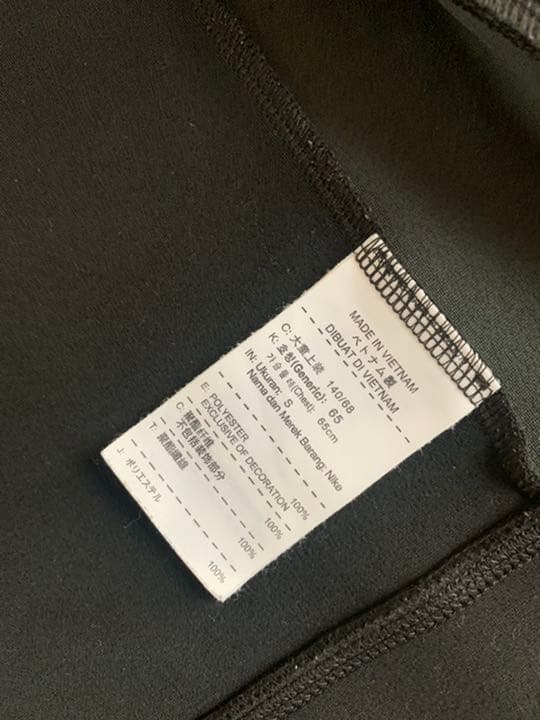 MADE IN VIETNAM
ベトナム製
DIBUAT DI VIETNAM
C: 大童上装 140/68
K: 호칭(Generic): 65
가슴둘레(Chest): 65cm
IN: Ukuran: S
Nama dan Merek Barang: Nike
E: POLYESTER 100%
EXCLUSIVE OF DECORATION
C: 聚酯纤维 100%
不包括装饰部分
T: 聚酯纖維 100%
J: ポリエステル 100%